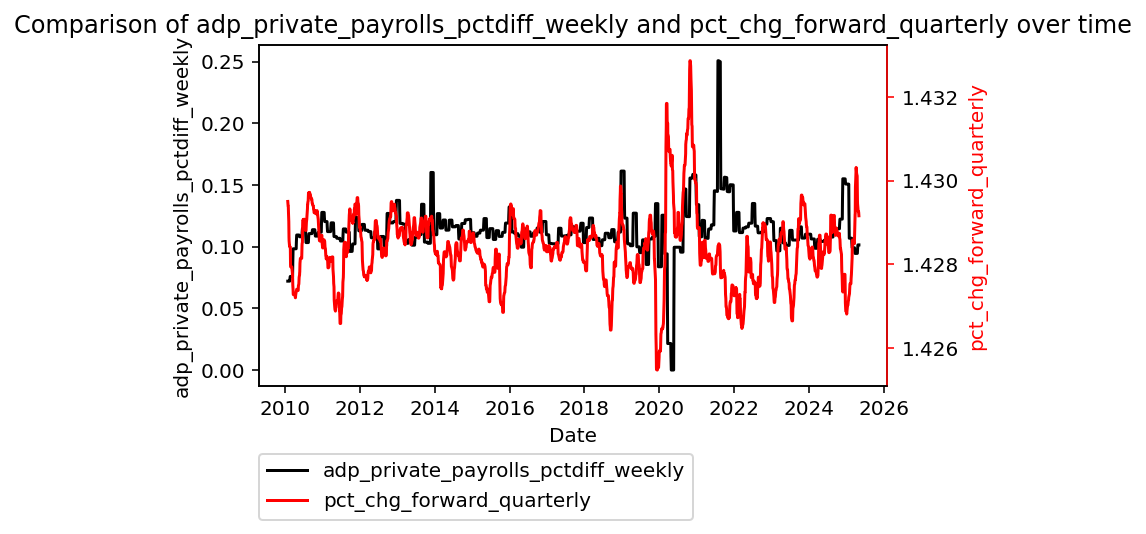 Comparison of adp_private_payrolls_pctdiff_weekly and pct_chg_forward_quarterly over time
adp_private_payrolls_pctdiff_weekly
0.25
0.20
0.15
0.10
0.05
0.00
1.432
1.430
1.428
1.426
pct_chg_forward_quarterly
2010 2012 2014 2016 2018 2020 2022 2024 2026
Date
adp_private_payrolls_pctdiff_weekly
pct_chg_forward_quarterly